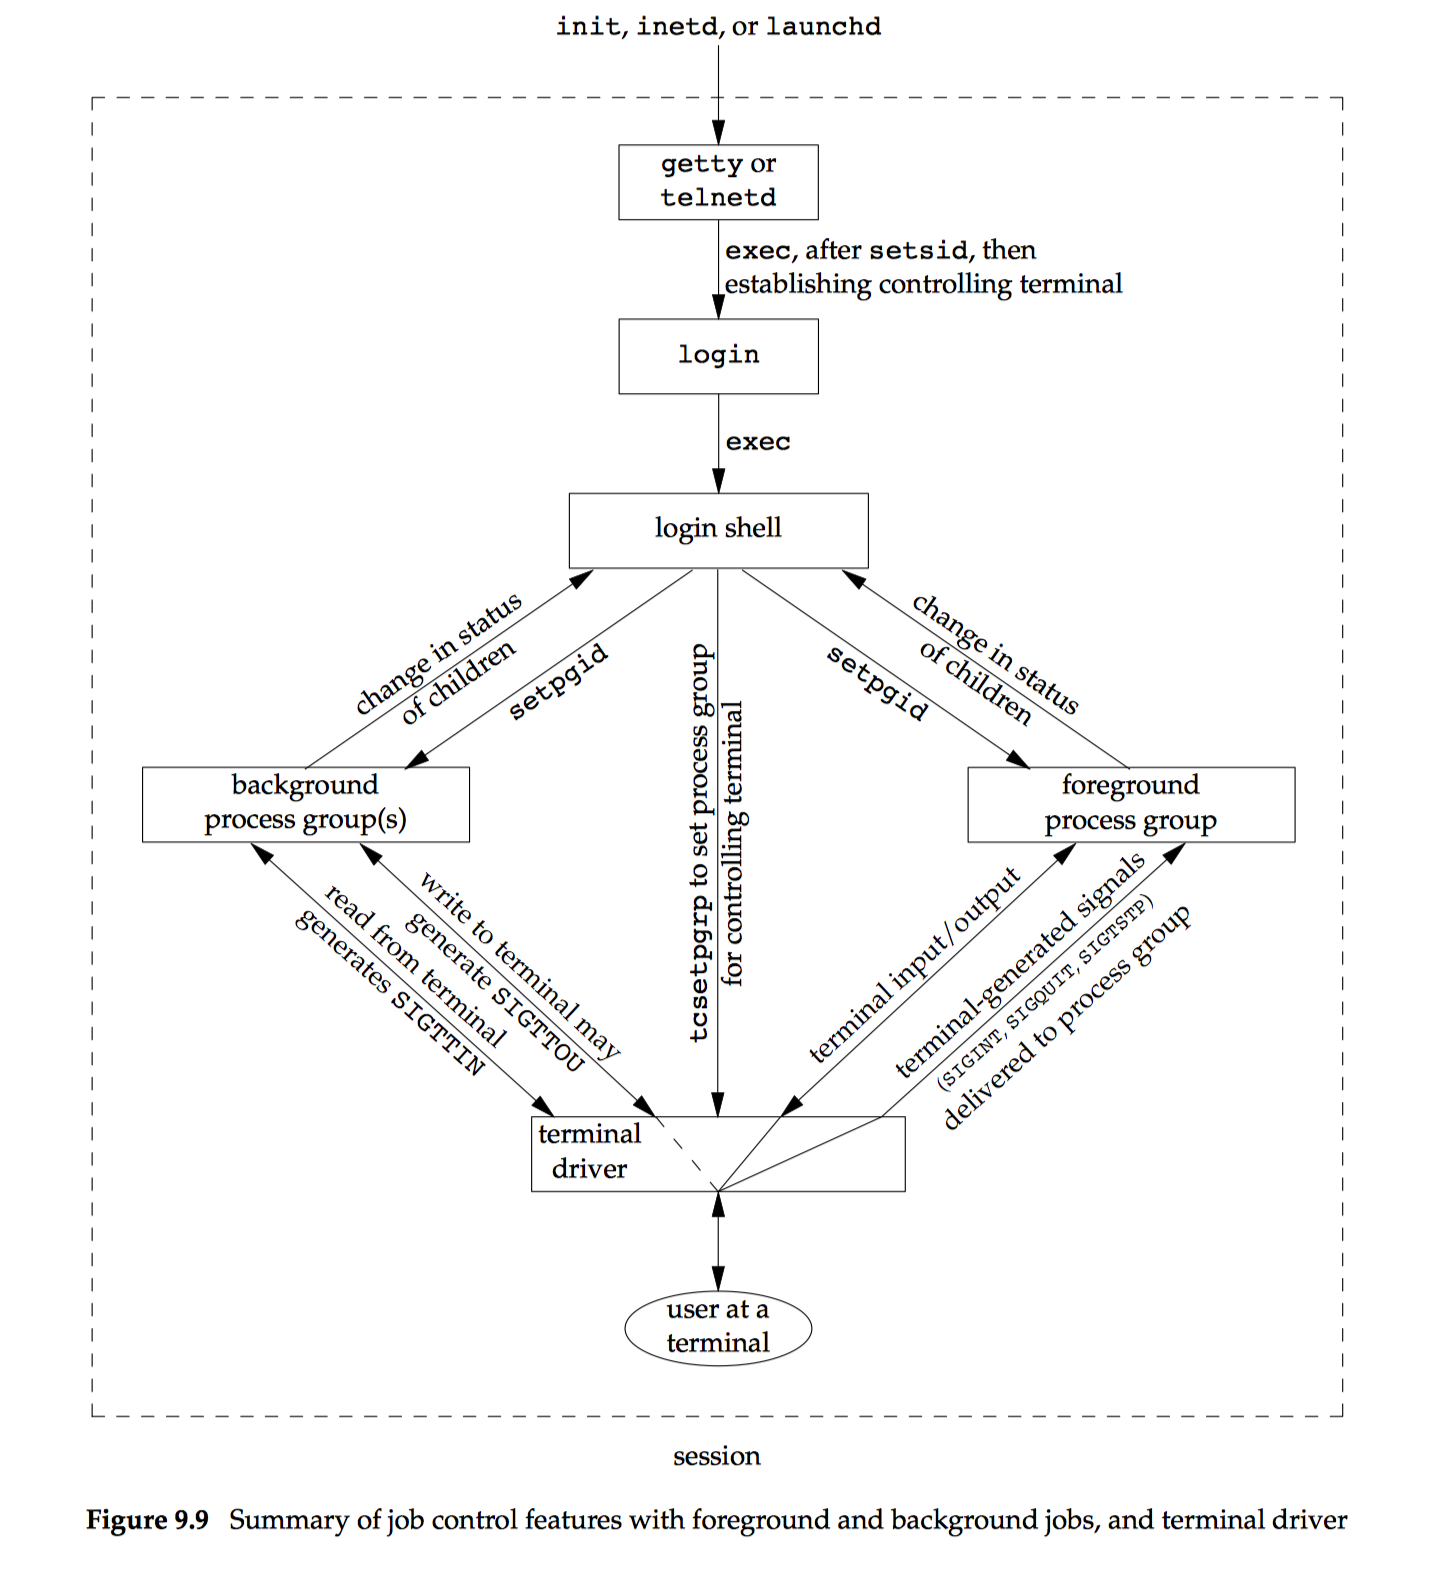 init, inetd, or launchd
getty or
telnetd
exec, after setsid, then
establishing controlling terminal
login
exec
login shell
change in status
of children
setpgid
tcsetpgrp to set process group
for controlling terminal
setpgid
change in status
of children
background
process group(s)
foreground
process group
read from terminal
generates SIGTTIN
write to terminal may
generate SIGTTOU
terminal input/output
terminal-generated signals
(SIGINT, SIGQUIT, SIGTSTP)
delivered to process group
terminal
driver
user at a
terminal
session
Figure 9.9 Summary of job control features with foreground and background jobs, and terminal driver